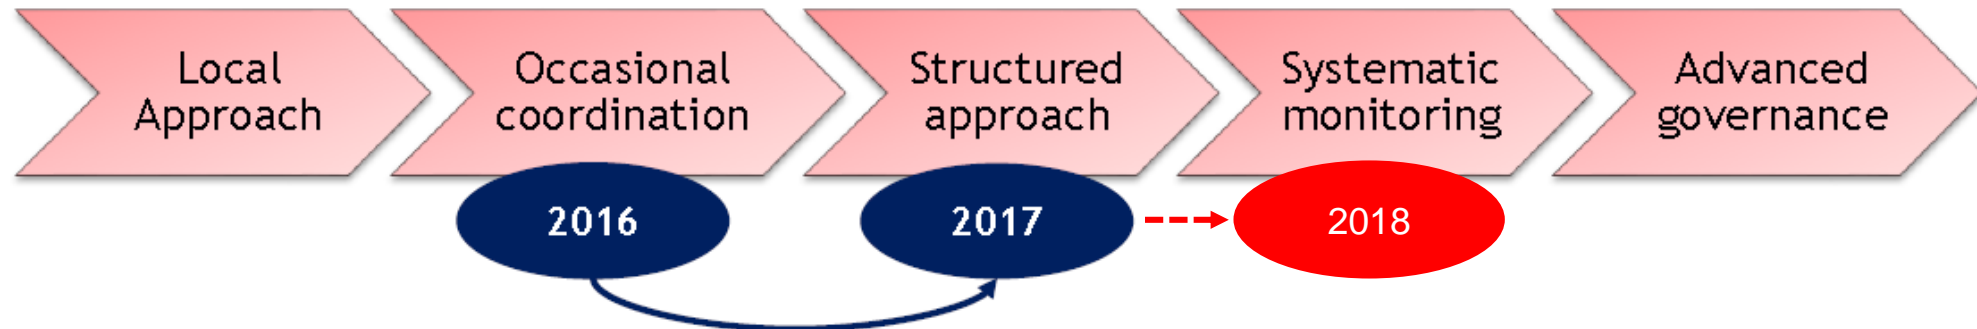 Local
Approach
Occasional
coordination
Structured
approach
Systematic
monitoring
Advanced
governance
2016
2017
2018